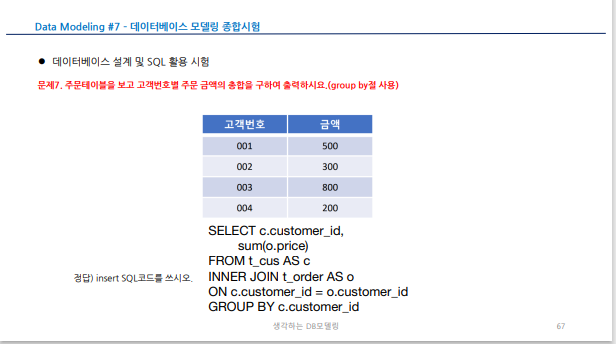 Data Modeling #7 - 데이터베이스 모델링 종합시험
● 데이터베이스 설계 및 SQL 활용 시험
문제7. 주문테이블을 보고 고객번호별 주문 금액의 총합을 구하여 출력하시요.(group by절 사용)
고객번호 금액
001 500
002 300
003 800
004 200
SELECT c.customer_id,
sum(o.price)
FROM t_cus AS c
정답) insert SQL코드를 쓰시오. INNER JOIN t_order AS o
ON c.customer_id = o.customer_id
GROUP BY c.customer_id
생각하는 DB모델링 67